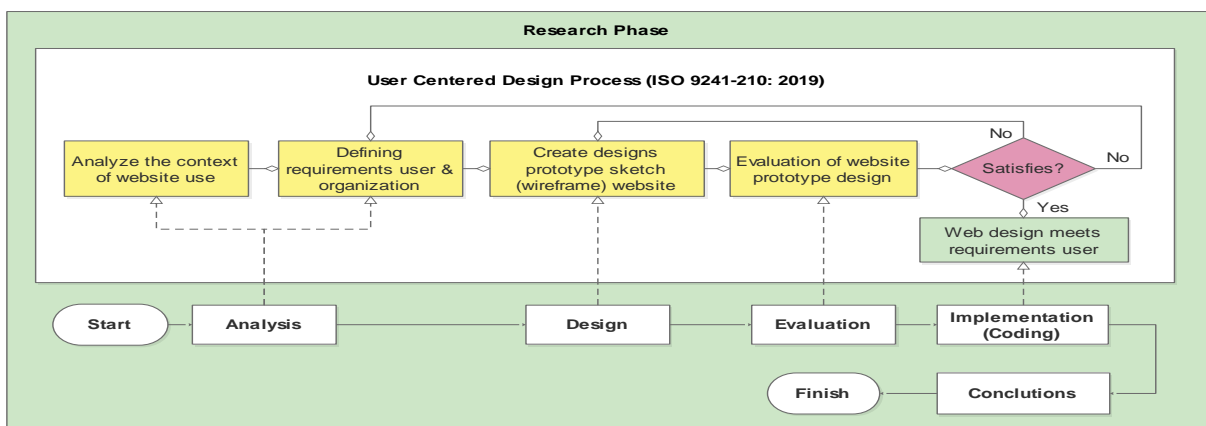 Research Phase
User Centered Design Process (ISO 9241-210: 2019)
Analyze the context
of website use
Defining
requirements user &
organization
Create designs
prototype sketch
(wireframe) website
Evaluation of website
prototype design
Satisfies?
No
No
Yes
Web design meets
requirements user
Start
Analysis
Design
Evaluation
Implementation
(Coding)
Finish
Conclutions